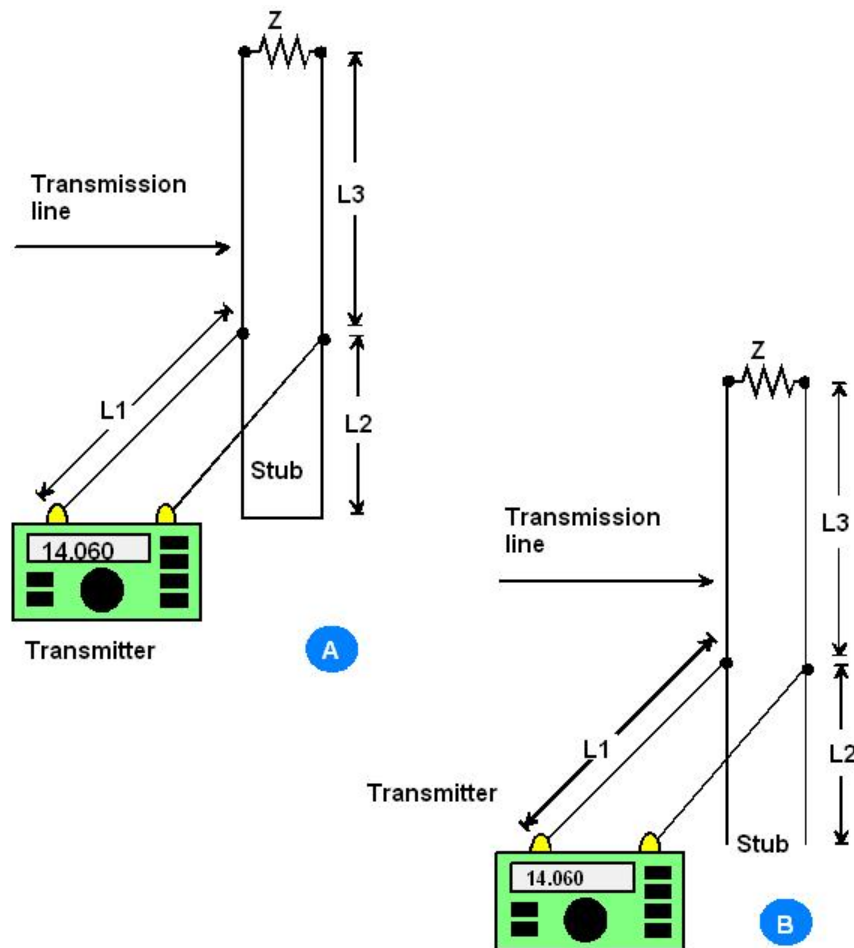 Z
Transmission
line
L3
L1
L2
Stub
14.060
Transmitter
A
Z
Transmission
line
L3
L1
L2
Transmitter
Stub
14.060
B